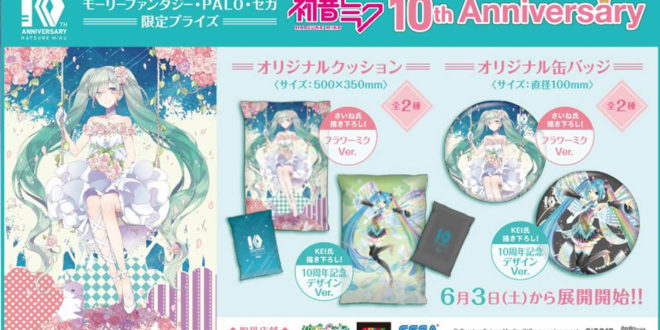 10TH
ANNIVERSARY
HATSUNE MIKU
モーリーファンタジー・PALO・セガ
限定プライズ
初音ミク
HATSUNE MIKU
10th Anniversary
オリジナルクッション
〈サイズ:500×350mm〉
全2種
さいね氏
描き下ろし!
フラワーミク
Ver.
KEI氏
描き下ろし!
10周年記念
デザイン
Ver.
オリジナル缶バッジ
〈サイズ:直径100mm〉
全2種
さいね氏
描き下ろし!
フラワーミク
Ver.
KEI氏
描き下ろし!
10周年記念
デザイン
Ver.
6月3日(土)から展開開始!!
SEGA